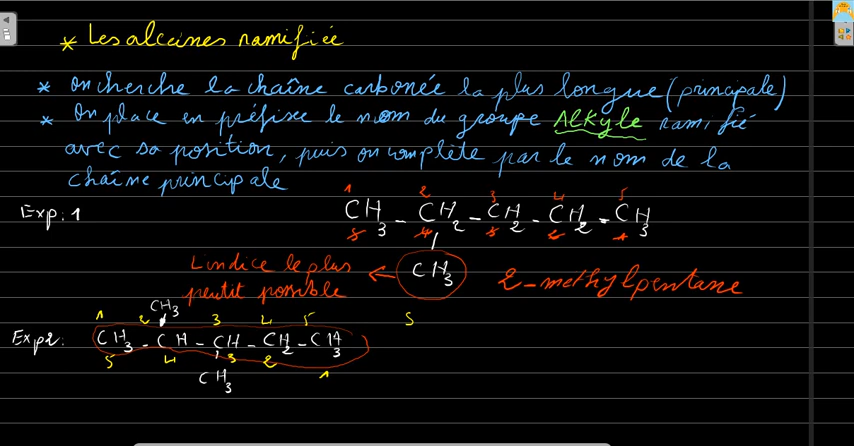 * Les alcanes ramifiée
* On cherche la chaîne carbonée la plus longue (principale)
* On place en préfixe le nom du groupe Alkyle ramifié
avec sa position, puis on complète par le nom de la
chaîne principale
Exp: 1
1 2 3 4 5
CH3 - CH2 - CH2 - CH2 - CH3
5 4 3 2 1
CH3
L'indice le plus
peutit possible
2-methylpentane
CH3
1 2 3 4 5 S
Exp2: CH3 - CH - CH - CH2 - CH3
5 4 3 2 1
CH3